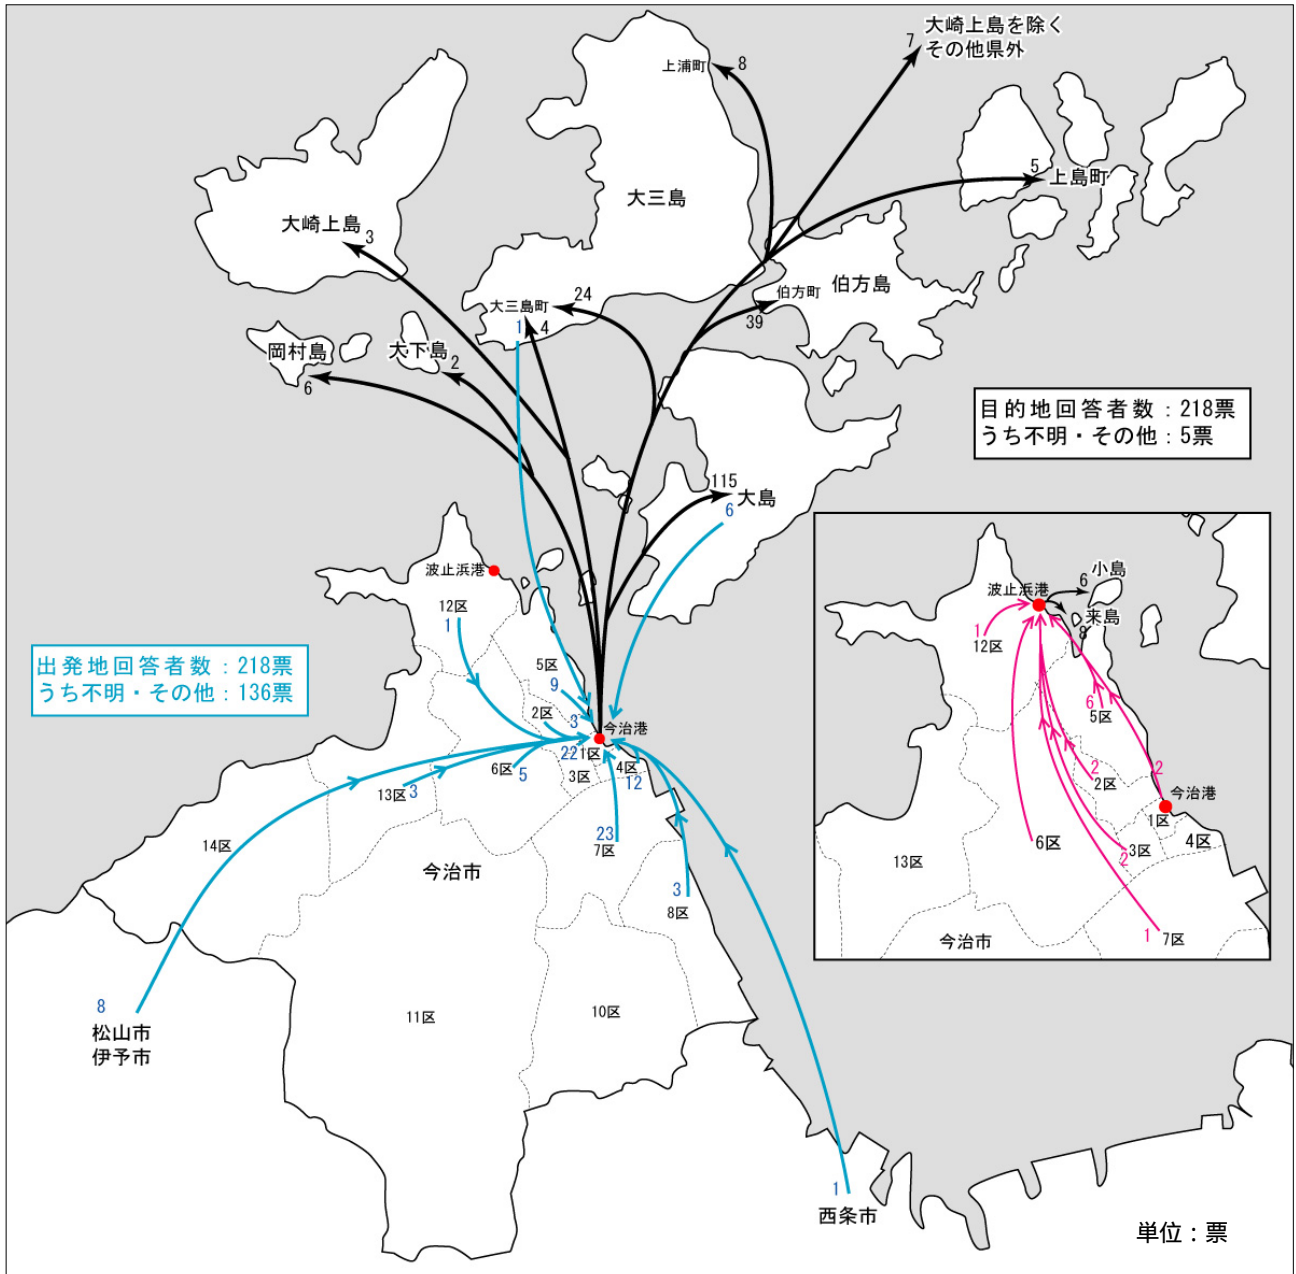 大崎上島を除く
その他県外
7
上浦町
8
5
上島町
大三島
大崎上島
3
伯方町
伯方島
39
大三島町
24
1
4
岡村島
6
大下島
2
目的地回答者数：218票
うち不明・その他：5票
115
大島
6
波止浜港
12区
1
出発地回答者数：218票
うち不明・その他：136票
5区
9
2区
3
今治港
22
1区
4区
12
3区
6区
5
13区
3
23
7区
14区
今治市
3
8区
8
松山市
伊予市
11区
10区
1
西条市
単位：票
小島
6
波止浜港
来島
8
1
12区
6
5区
2
2区
2
今治港
1区
4区
6区
3区
2
13区
1
7区
今治市